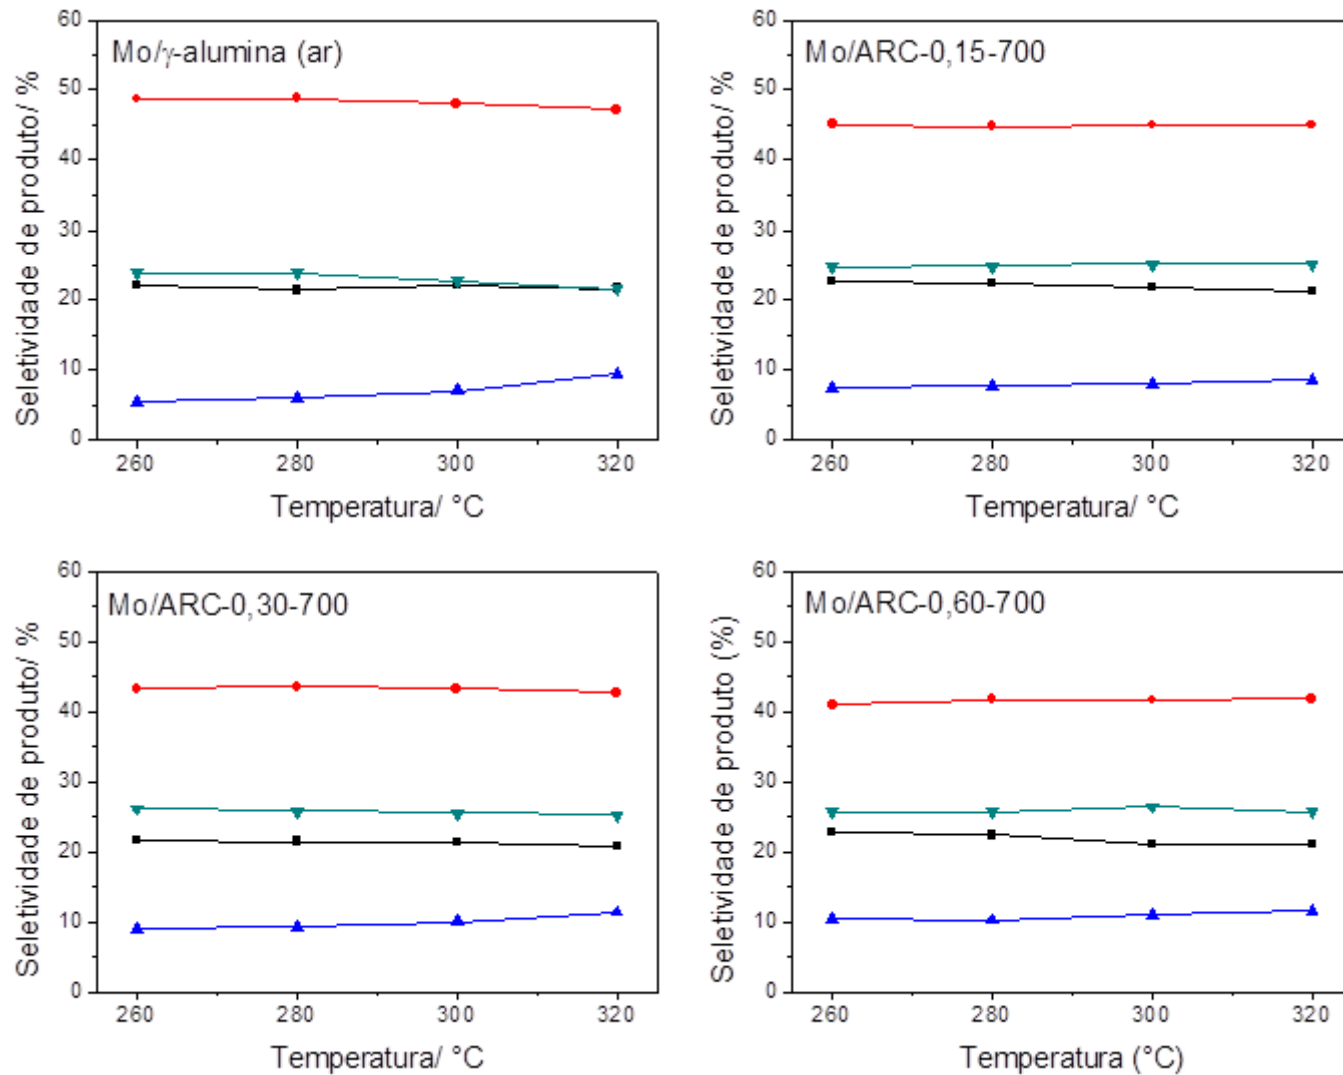 Mo/γ-alumina (ar)
Seletividade de produto/ %
60
50
40
30
20
10
0
260 280 300 320
Temperatura/ °C
Mo/ARC-0,15-700
Seletividade de produto/ %
60
50
40
30
20
10
0
260 280 300 320
Temperatura/ °C
Mo/ARC-0,30-700
Seletividade de produto/ %
60
50
40
30
20
10
0
260 280 300 320
Temperatura/ °C
Mo/ARC-0,60-700
Seletividade de produto (%)
60
50
40
30
20
10
0
260 280 300 320
Temperatura (°C)